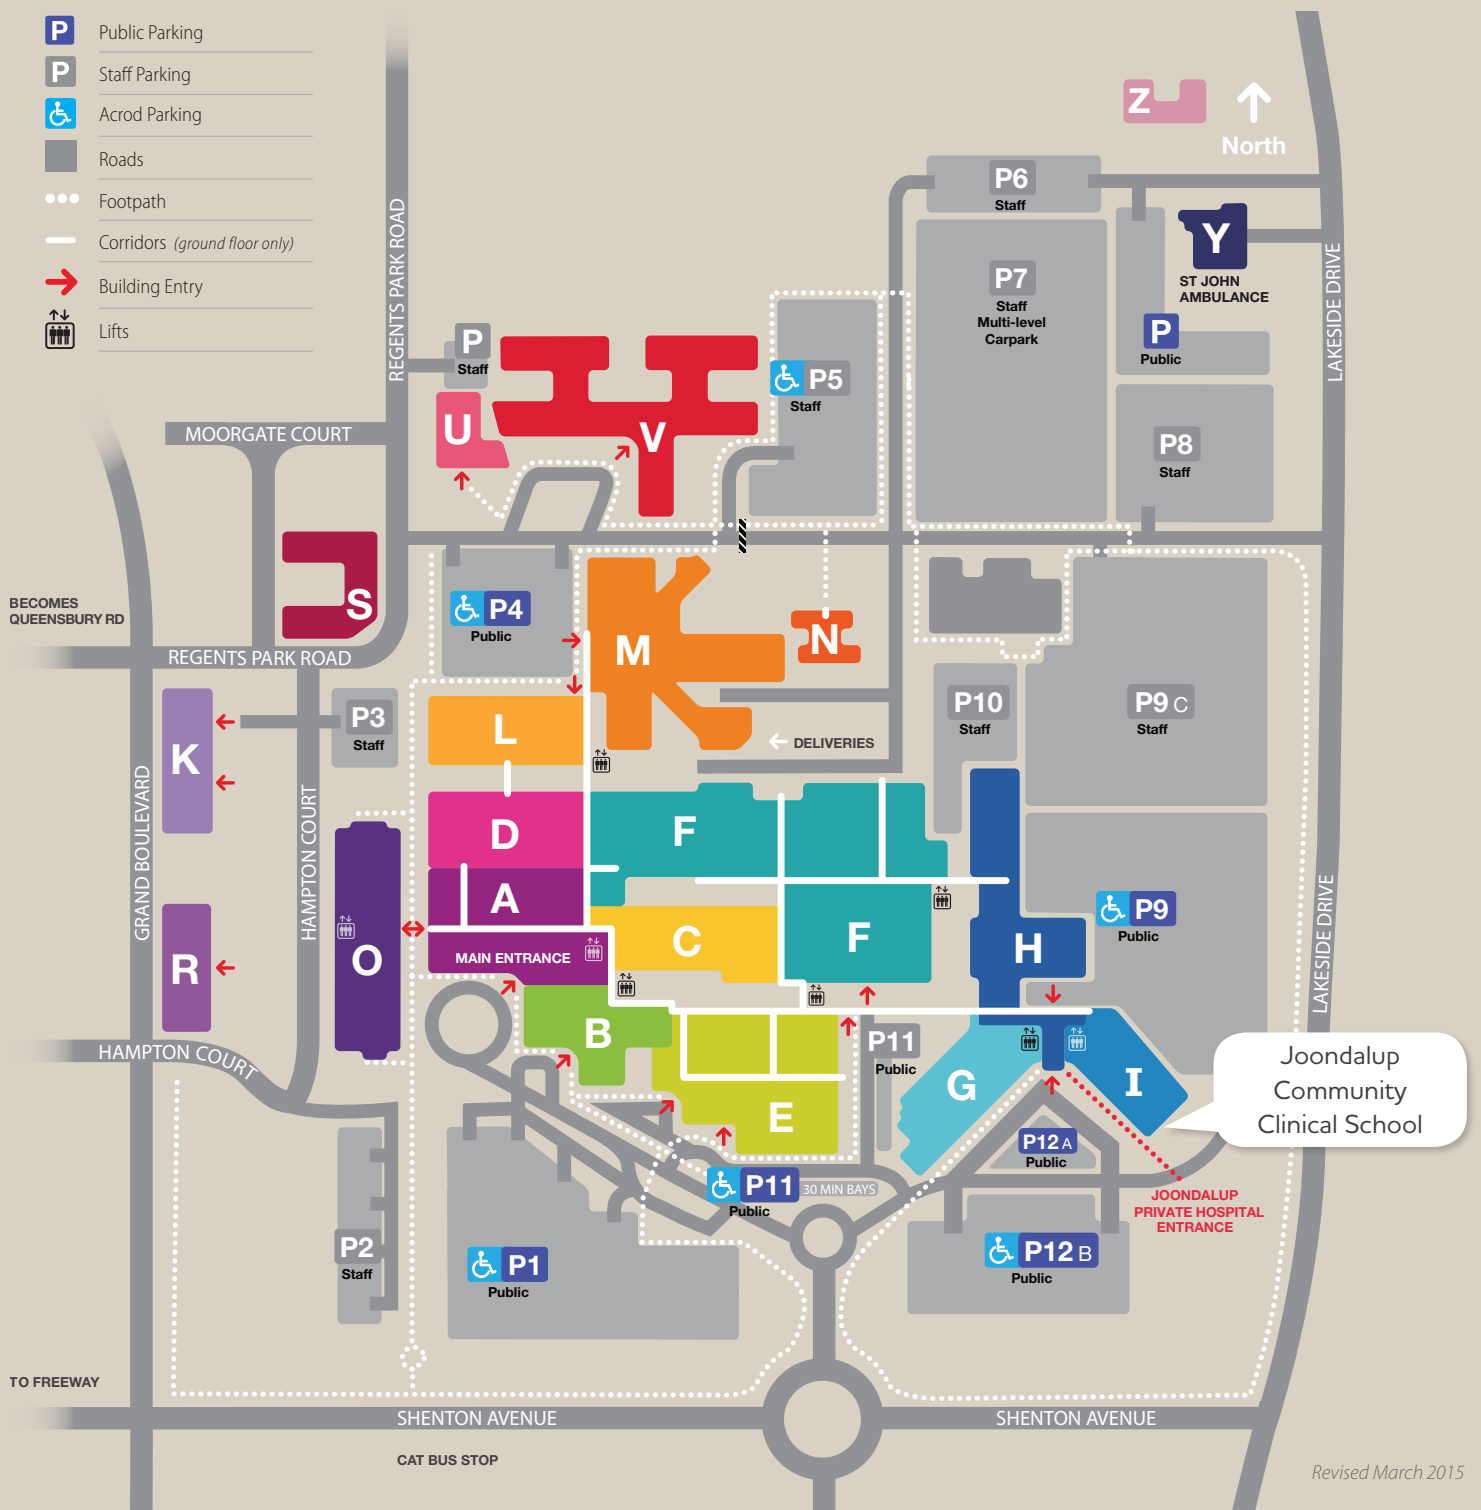 P Public Parking
P Staff Parking
Acrod Parking
Roads
Footpath
Corridors (ground floor only)
Building Entry
Lifts
Z
North
P6
Staff
Y
ST JOHN
AMBULANCE
P7
Staff
Multi-level
Carpark
P
Public
REGENTS PARK ROAD
LAKESIDE DRIVE
P
Staff
P5
Staff
U
V
MOORGATE COURT
P8
Staff
S
BECOMES
QUEENSBURY RD
P4
Public
M
N
REGENTS PARK ROAD
K
P3
Staff
L
P10
Staff
P9 C
Staff
DELIVERIES
GRAND BOULEVARD
HAMPTON COURT
D
F
A
O
R
C
F
H
P9
Public
LAKESIDE DRIVE
MAIN ENTRANCE
B
P11
Public
HAMPTON COURT
G
I
Joondalup
Community
Clinical School
E
P12 A
Public
P11
Public
30 MIN BAYS
JOONDALUP
PRIVATE HOSPITAL
ENTRANCE
P2
Staff
P1
Public
P12 B
Public
TO FREEWAY
SHENTON AVENUE
SHENTON AVENUE
CAT BUS STOP
Revised March 2015